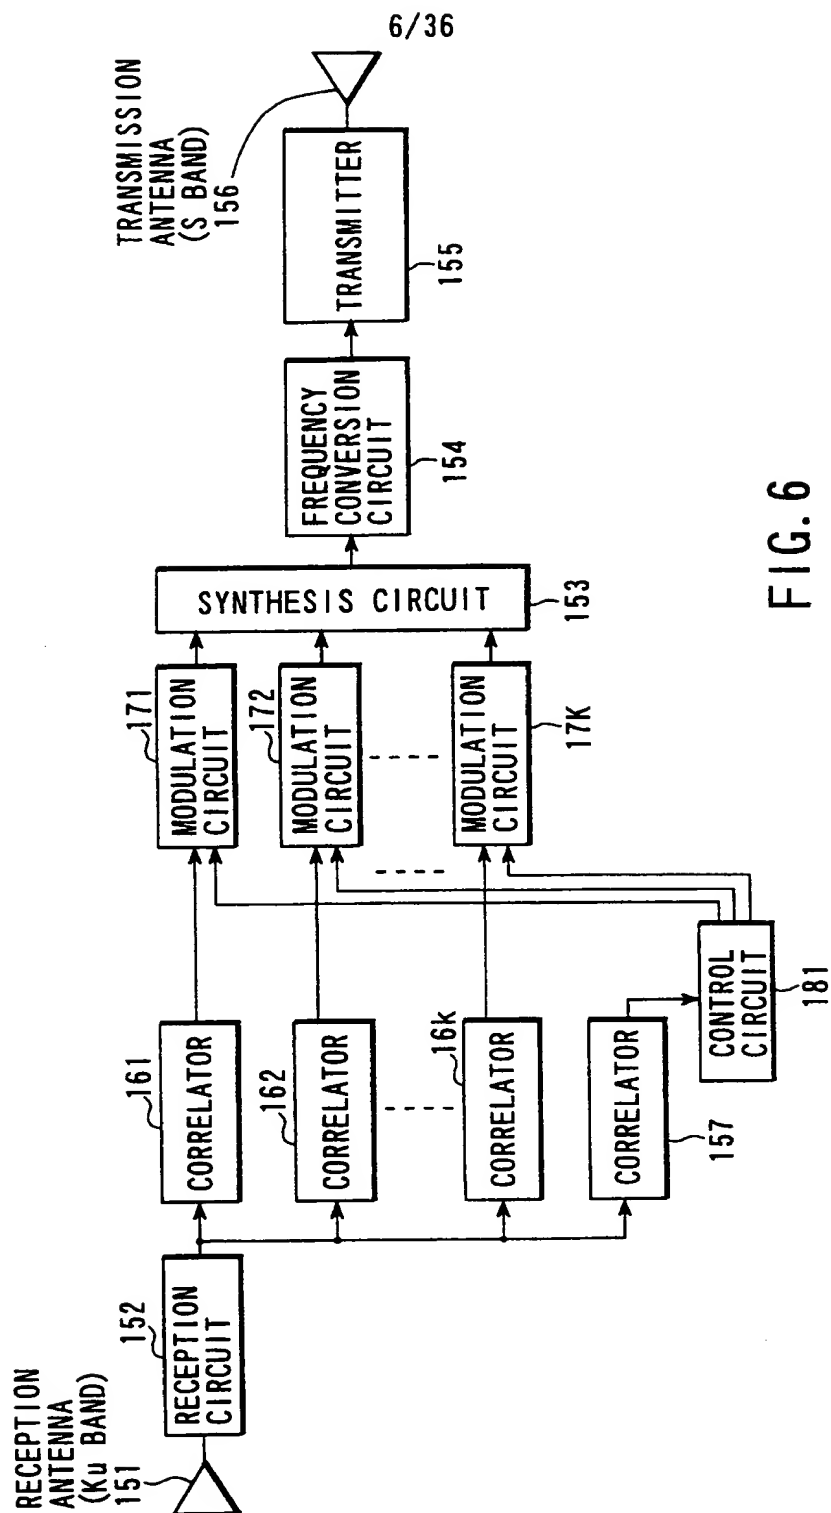 6/36
RECEPTION
ANTENNA
(Ku BAND)
151
152
RECEPTION
CIRCUIT
161
CORRELATOR
162
CORRELATOR
16k
CORRELATOR
CORRELATOR
157
CONTROL
CIRCUIT
181
171
MODULATION
CIRCUIT
172
MODULATION
CIRCUIT
MODULATION
CIRCUIT
17K
SYNTHESIS CIRCUIT
153
FREQUENCY
CONVERSION
CIRCUIT
154
TRANSMITTER
155
TRANSMISSION
ANTENNA
(S BAND)
156
FIG. 6